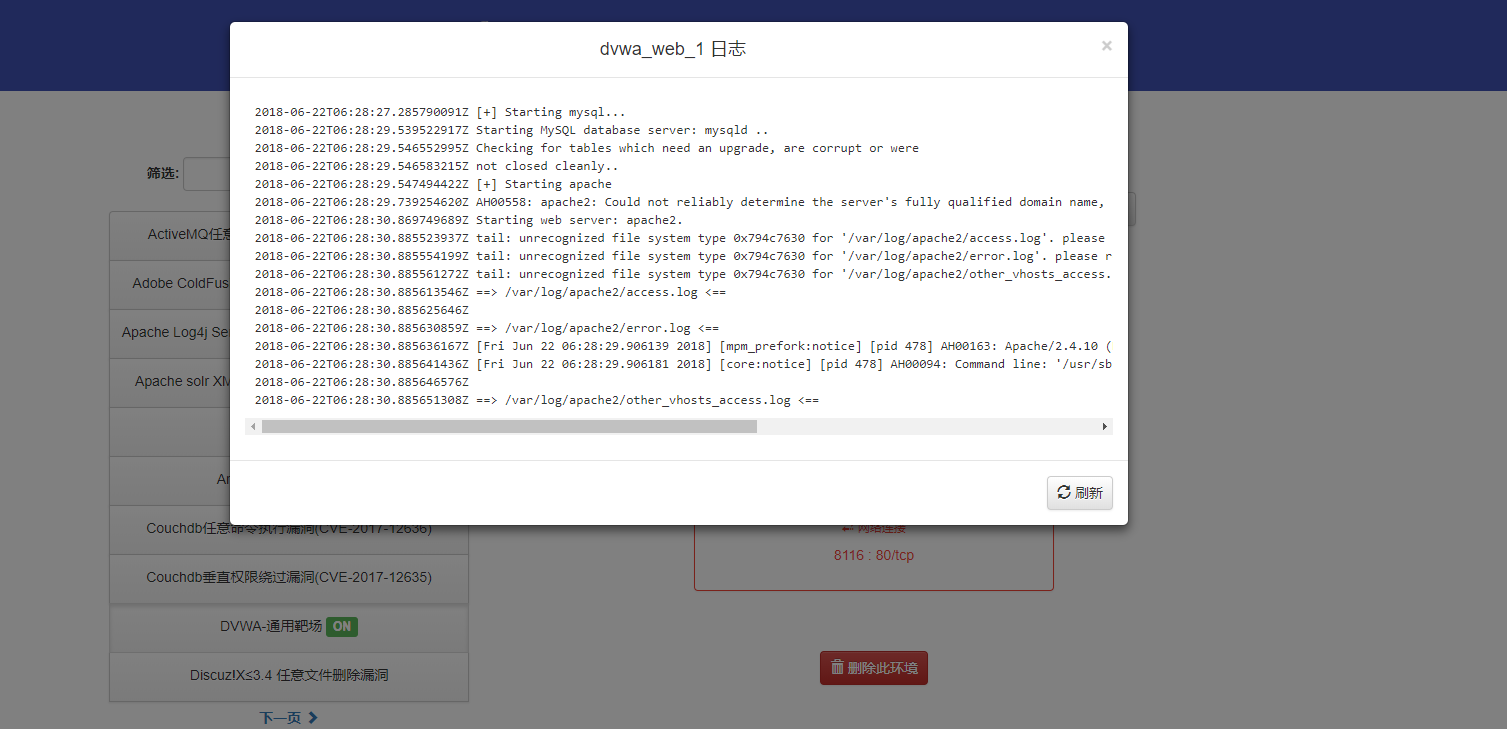 dvwa_web_1 日志
×
2018-06-22T06:28:27.285790091Z [+] Starting mysql...
2018-06-22T06:28:29.539522917Z Starting MySQL database server: mysqld ..
2018-06-22T06:28:29.546552995Z Checking for tables which need an upgrade, are corrupt or were
2018-06-22T06:28:29.546583215Z not closed cleanly..
2018-06-22T06:28:29.547494422Z [+] Starting apache
2018-06-22T06:28:29.739254620Z AH00558: apache2: Could not reliably determine the server's fully qualified domain name,
2018-06-22T06:28:30.869749689Z Starting web server: apache2.
2018-06-22T06:28:30.885523937Z tail: unrecognized file system type 0x794c7630 for '/var/log/apache2/access.log'. please
2018-06-22T06:28:30.885554199Z tail: unrecognized file system type 0x794c7630 for '/var/log/apache2/error.log'. please r
2018-06-22T06:28:30.885561272Z tail: unrecognized file system type 0x794c7630 for '/var/log/apache2/other_vhosts_access.
2018-06-22T06:28:30.885613546Z ==> /var/log/apache2/access.log <==
2018-06-22T06:28:30.885625646Z
2018-06-22T06:28:30.885630859Z ==> /var/log/apache2/error.log <==
2018-06-22T06:28:30.885636167Z [Fri Jun 22 06:28:29.906139 2018] [mpm_prefork:notice] [pid 478] AH00163: Apache/2.4.10 (
2018-06-22T06:28:30.885641436Z [Fri Jun 22 06:28:29.906181 2018] [core:notice] [pid 478] AH00094: Command line: '/usr/sb
2018-06-22T06:28:30.885646576Z
2018-06-22T06:28:30.885651308Z ==> /var/log/apache2/other_vhosts_access.log <==
刷新
筛选:
ActiveMQ任意
Adobe ColdFus
Apache Log4j Se
Apache solr XM
Couchdb任意命令执行漏洞(CVE-2017-12636)
Couchdb垂直权限绕过漏洞(CVE-2017-12635)
DVWA-通用靶场 ON
Discuz!X≤3.4 任意文件删除漏洞
下一页
网络连接
8116 : 80/tcp
删除此环境